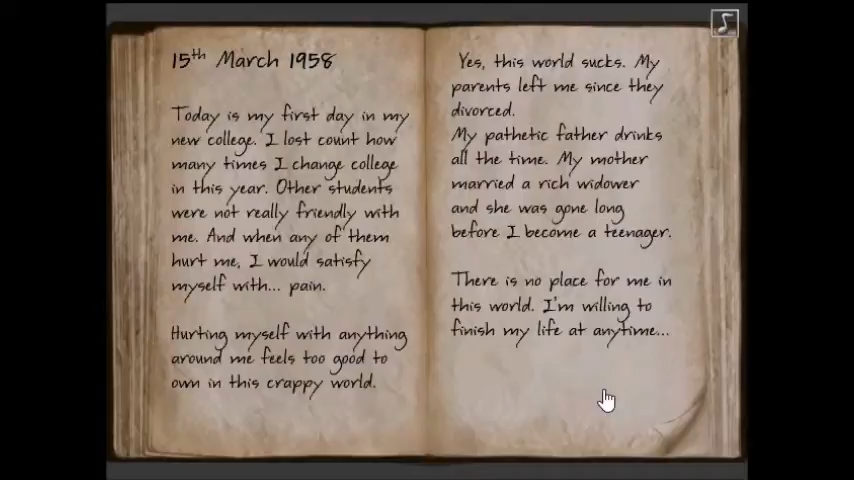 15th March 1958
Today is my first day in my
new college. I lost count how
many times I change college
in this year. Other students
were not really friendly with
me. And when any of them
hurt me, I would satisfy
myself with... pain.
Hurting myself with anything
around me feels too good to
own in this crappy world.
Yes, this world sucks. My
parents left me since they
divorced.
My pathetic father drinks
all the time. My mother
married a rich widower
and she was gone long
before I become a teenager.
There is no place for me in
this world. I'm willing to
finish my life at anytime...